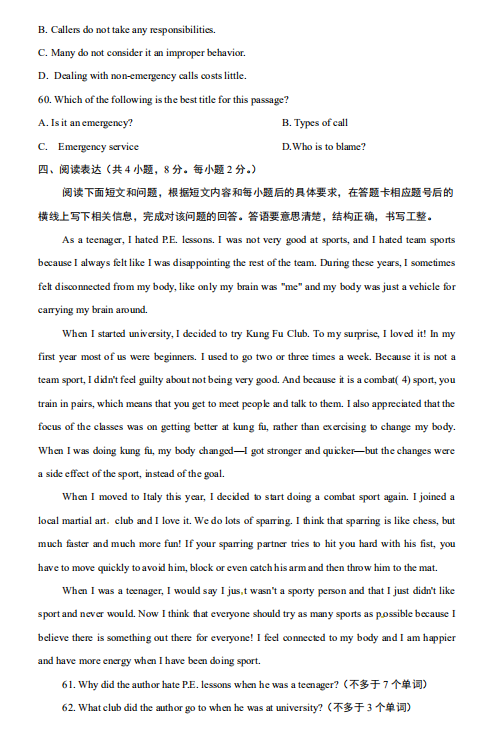 B. Callers do not take any responsibilities.
C. Many do not consider it an improper behavior.
D. Dealing with non-emergency calls costs little.
60. Which of the following is the best title for this passage?
A. Is it an emergency? B. Types of call
C. Emergency service D.Who is to blame?
四、阅读表达（共 4 小题，8 分。每小题 2 分。）
阅读下面短文和问题，根据短文内容和每小题后的具体要求，在答题卡相应题号后的
横线上写下相关信息，完成对该问题的回答。答语要意思清楚，结构正确，书写工整。
As a teenager, I hated P.E. lessons. I was not very good at sports, and I hated team sports
because I always felt like I was disappointing the rest of the team. During these years, I sometimes
felt disconnected from my body, like only my brain was "me" and my body was just a vehicle for
carrying my brain around.
When I started university, I decided to try Kung Fu Club. To my surprise, I loved it! In my
first year most of us were beginners. I used to go two or three times a week. Because it is not a
team sport, I didn't feel guilty about not being very good. And because it is a combat( 4) sport, you
train in pairs, which means that you get to meet people and talk to them. I also appreciated that the
focus of the classes was on getting better at kung fu, rather than exercising to change my body.
When I was doing kung fu, my body changed—I got stronger and quicker—but the changes were
a side effect of the sport, instead of the goal.
When I moved to Italy this year, I decided to start doing a combat sport again. I joined a
local martial art. club and I love it. We do lots of sparring. I think that sparring is like chess, but
much faster and much more fun! If your sparring partner tries to hit you hard with his fist, you
have to move quickly to avoid him, block or even catch his arm and then throw him to the mat.
When I was a teenager, I would say I jus,t wasn't a sporty person and that I just didn't like
sport and never would. Now I think that everyone should try as many sports as p,ossible because I
believe there is something out there for everyone! I feel connected to my body and I am happier
and have more energy when I have been doing sport.
61. Why did the author hate P.E. lessons when he was a teenager?（不多于 7 个单词）
62. What club did the author go to when he was at university?（不多于 3 个单词）